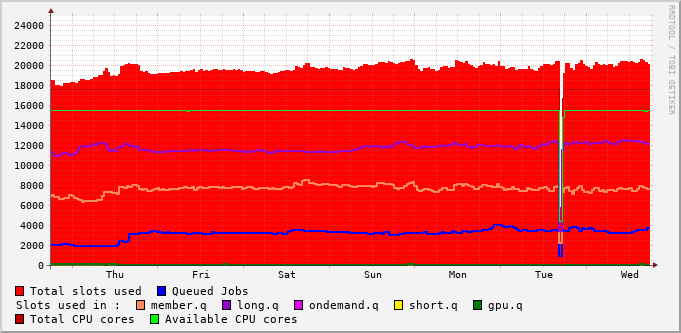 RRDTOOL / TOBI OETIKER
24000
22000
20000
18000
16000
14000
12000
10000
8000
6000
4000
2000
0
Thu Fri Sat Sun Mon Tue Wed
Total slots used Queued Jobs
Slots used in : member.q long.q ondemand.q short.q gpu.q
Total CPU cores Available CPU cores